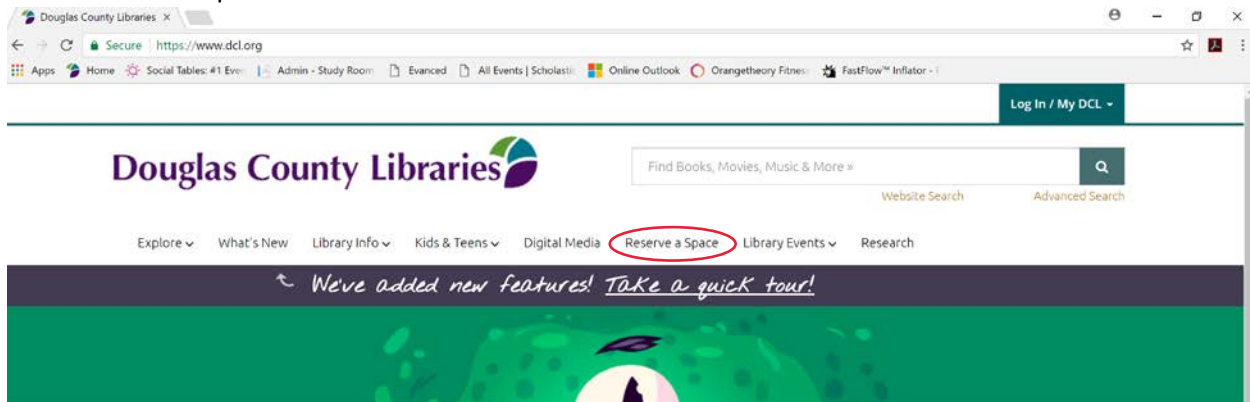 Douglas County Libraries
Secure https://www.dcl.org
Apps Home Social Tables: #1 Even Admin - Study Room Evanced All Events | Scholastic Online Outlook Orangetheory Fitness FastFlow™ Inflator -
Log In / My DCL
Douglas County Libraries
Find Books, Movies, Music & More »
Website Search Advanced Search
Explore What's New Library Info Kids & Teens Digital Media Reserve a Space Library Events Research
We've added new features! Take a quick tour!